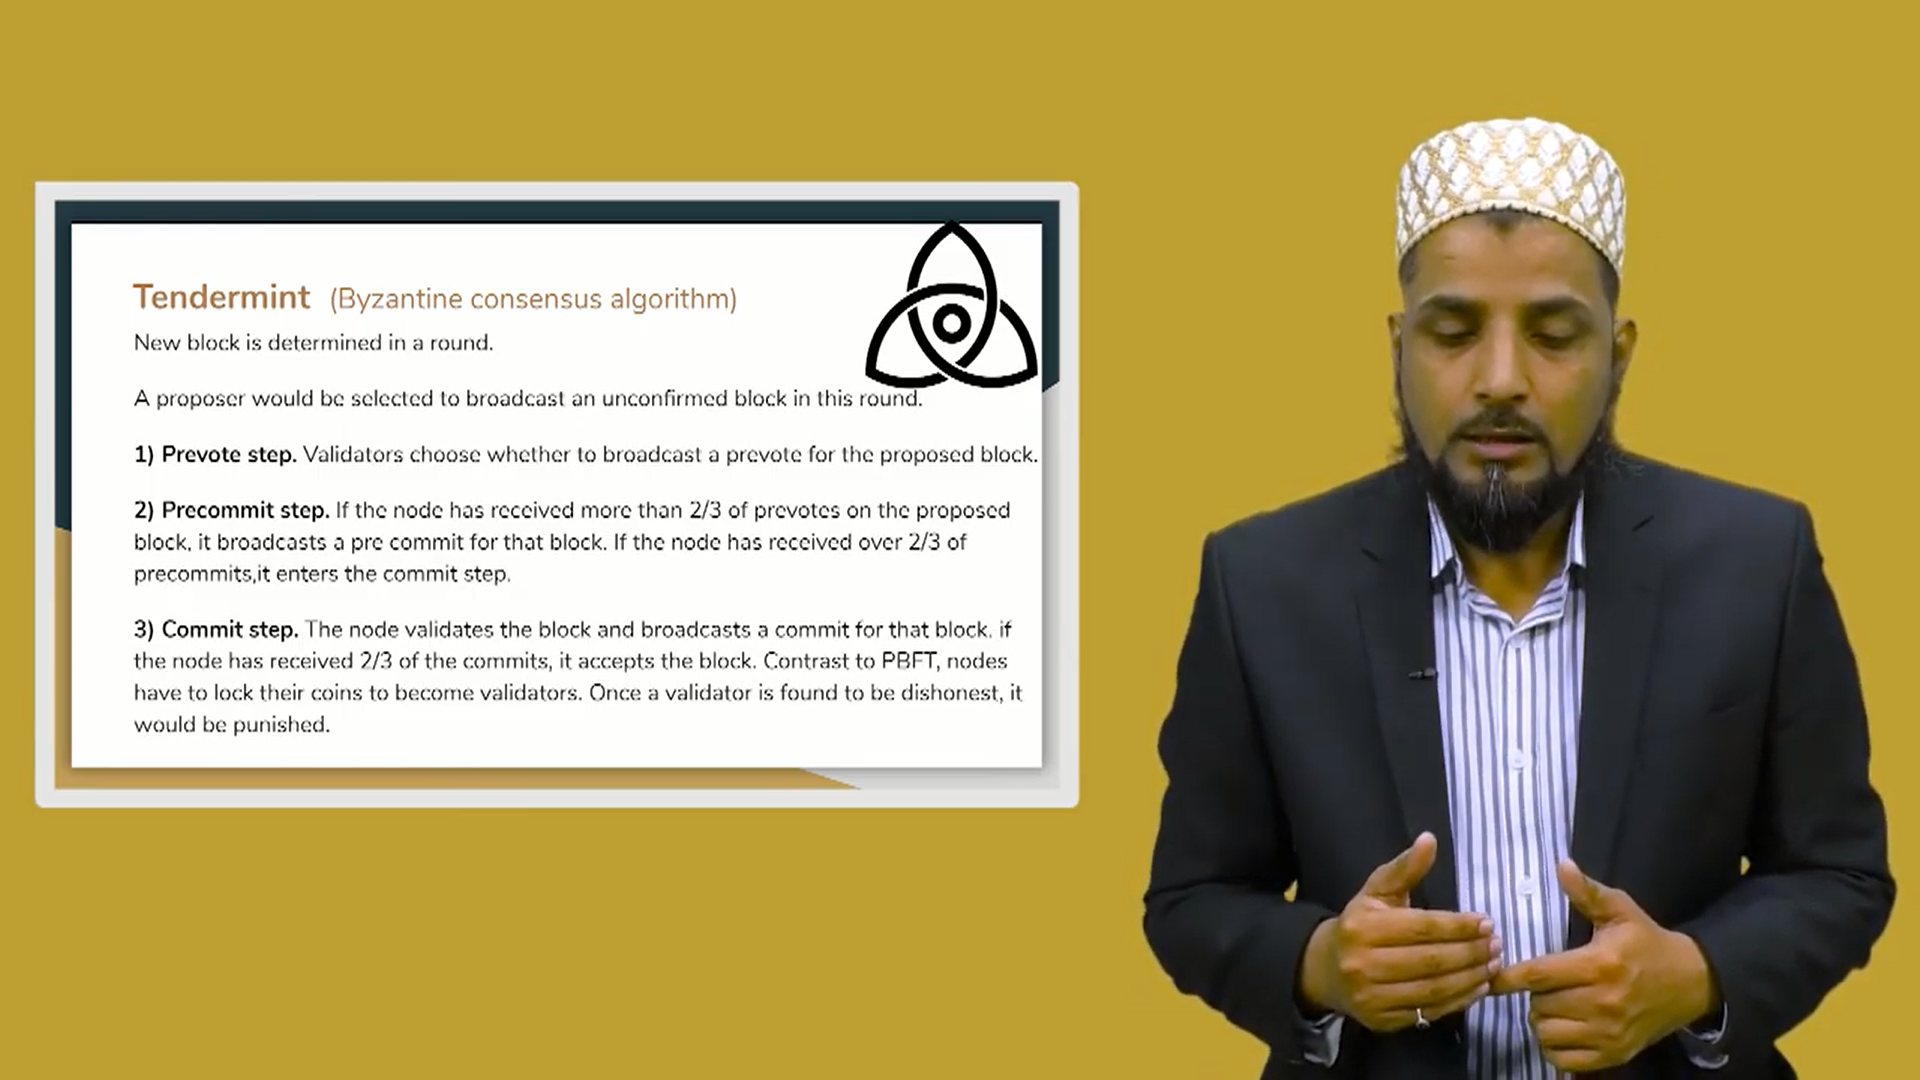 Tendermint (Byzantine consensus algorithm)
New block is determined in a round.
A proposer would be selected to broadcast an unconfirmed block in this round.
1) Prevote step. Validators choose whether to broadcast a prevote for the proposed block.
2) Precommit step. If the node has received more than 2/3 of prevotes on the proposed
block, it broadcasts a pre commit for that block. If the node has received over 2/3 of
precommits,it enters the commit step.
3) Commit step. The node validates the block and broadcasts a commit for that block. if
the node has received 2/3 of the commits, it accepts the block. Contrast to PBFT, nodes
have to lock their coins to become validators. Once a validator is found to be dishonest, it
would be punished.